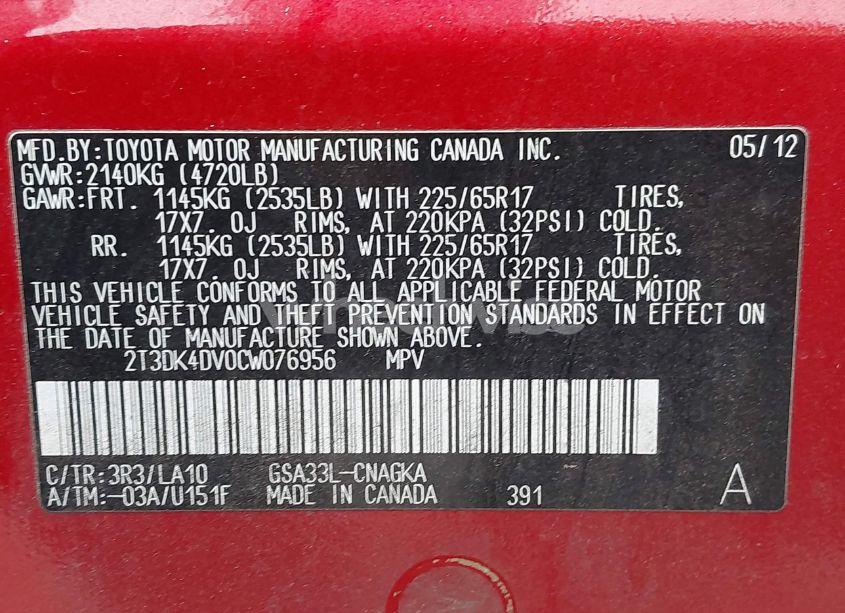 MFD.BY:TOYOTA MOTOR MANUFACTURING CANADA INC. 05/12
GVWR:2140KG (4720LB)
GAWR:FRT. 1145KG (2535LB) WITH 225/65R17 TIRES,
17X7.0J RIMS, AT 220KPA (32PSI) COLD.
RR. 1145KG (2535LB) WITH 225/65R17 TIRES,
17X7.0J RIMS, AT 220KPA (32PSI) COLD.
THIS VEHICLE CONFORMS TO ALL APPLICABLE FEDERAL MOTOR
VEHICLE SAFETY AND THEFT PREVENTION STANDARDS IN EFFECT ON
THE DATE OF MANUFACTURE SHOWN ABOVE.
2T3DK4DV0CW076956 MPV
C/TR:3R3/LA10 GSA33L-CNAGKA
A/TM:-03A/U151F MADE IN CANADA 391 A